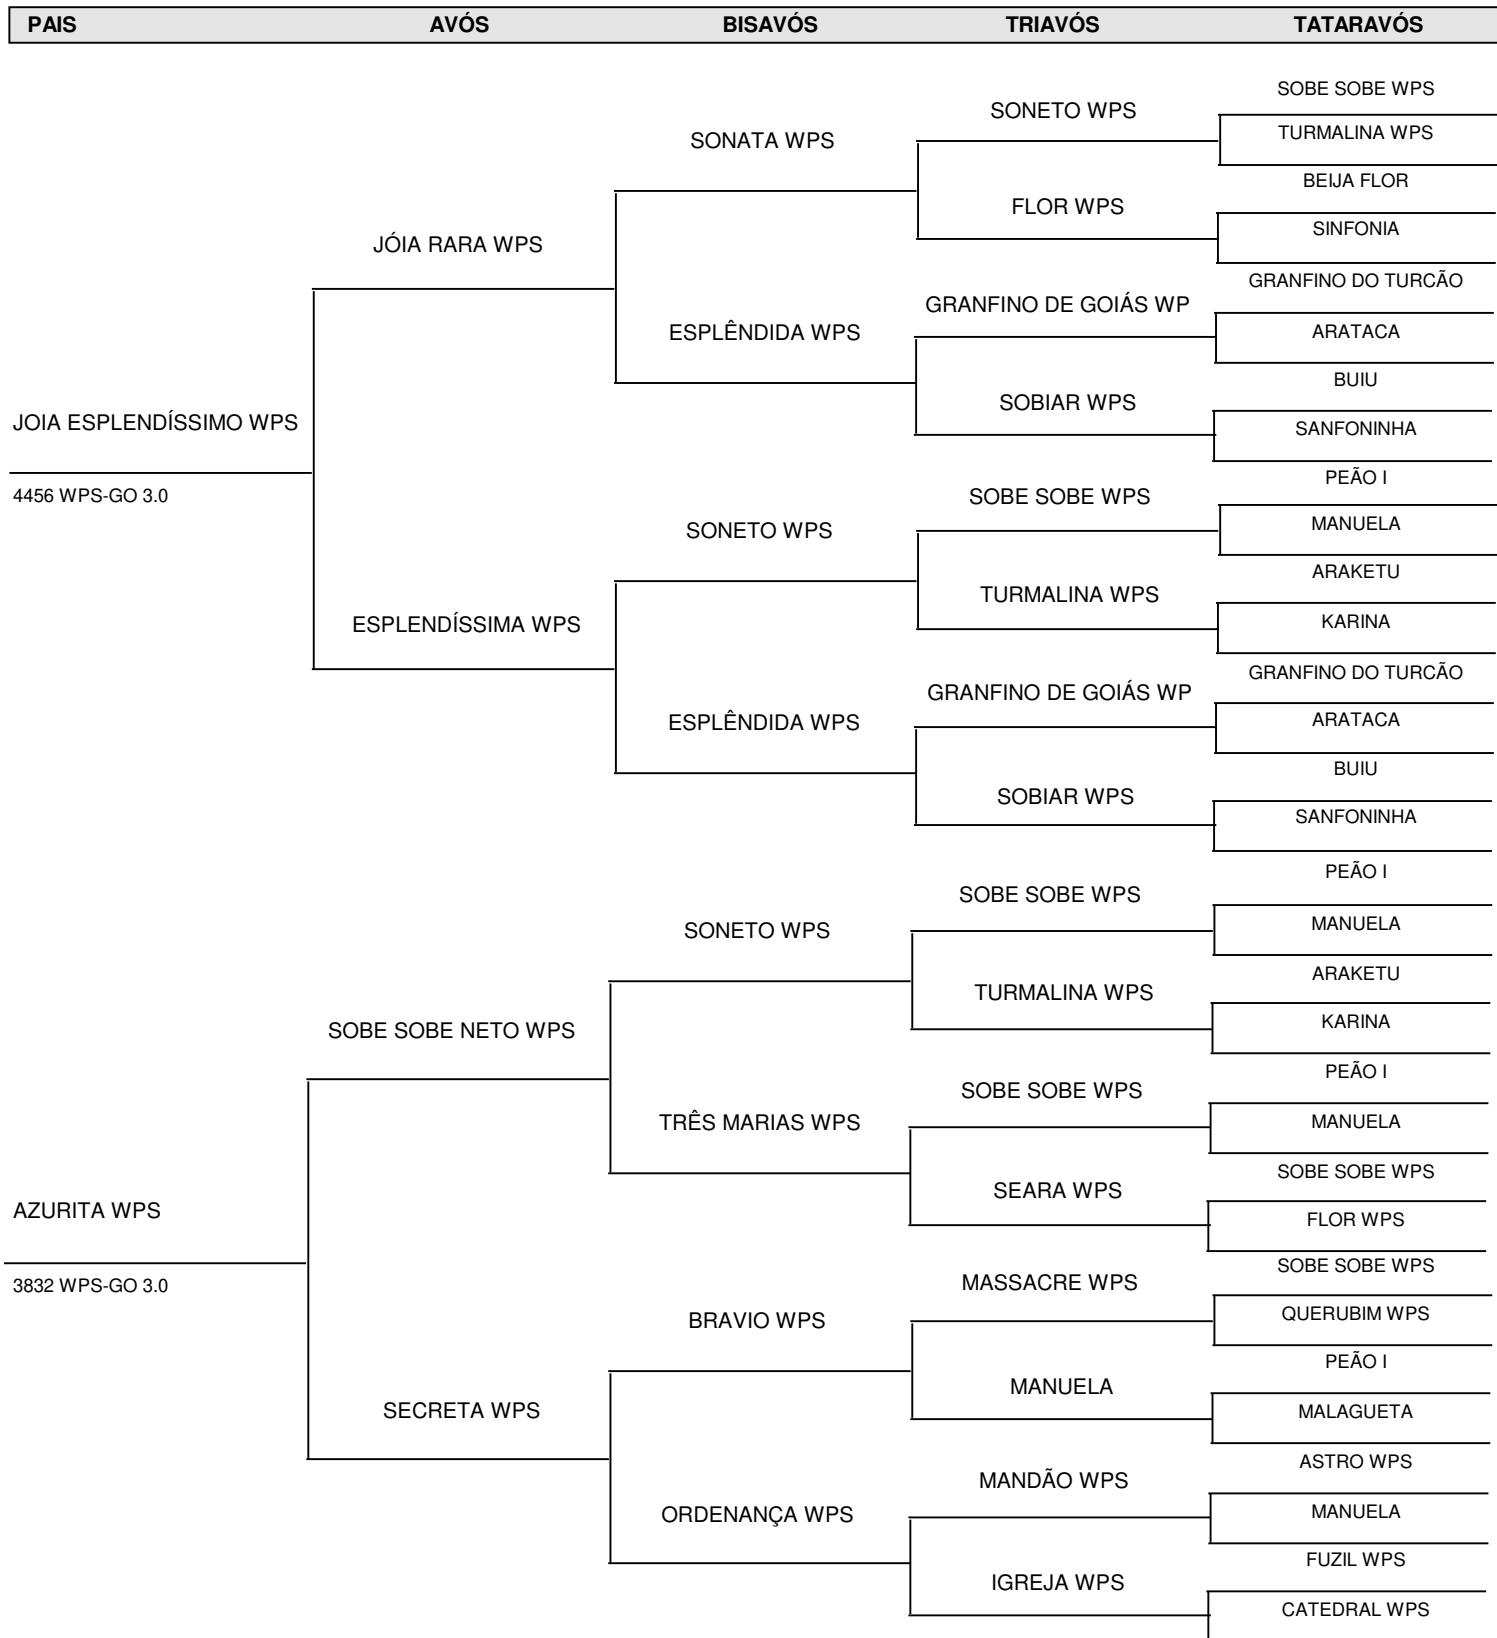 PAIS AVÓS BISAVÓS TRIAVÓS TATARAVÓS
SOBE SOBE WPS
SONETO WPS
TURMALINA WPS
SONATA WPS
BEIJA FLOR
FLOR WPS
SINFONIA
JÓIA RARA WPS
GRANFINO DO TURCÃO
GRANFINO DE GOIÁS WP
ARATACA
ESPLÊNDIDA WPS
BUIU
SOBIAR WPS
SANFONINHA
JOIA ESPLENDÍSSIMO WPS
4456 WPS-GO 3.0
PEÃO I
SOBE SOBE WPS
MANUELA
SONETO WPS
ARAKETU
TURMALINA WPS
KARINA
ESPLENDÍSSIMA WPS
GRANFINO DO TURCÃO
GRANFINO DE GOIÁS WP
ARATACA
ESPLÊNDIDA WPS
BUIU
SOBIAR WPS
SANFONINHA
PEÃO I
SOBE SOBE WPS
MANUELA
SONETO WPS
ARAKETU
TURMALINA WPS
KARINA
SOBE SOBE NETO WPS
PEÃO I
SOBE SOBE WPS
MANUELA
TRÊS MARIAS WPS
SOBE SOBE WPS
SEARA WPS
FLOR WPS
AZURITA WPS
3832 WPS-GO 3.0
SOBE SOBE WPS
MASSACRE WPS
QUERUBIM WPS
BRAVIO WPS
PEÃO I
MANUELA
MALAGUETA
SECRETA WPS
ASTRO WPS
MANDÃO WPS
MANUELA
ORDENANÇA WPS
FUZIL WPS
IGREJA WPS
CATEDRAL WPS